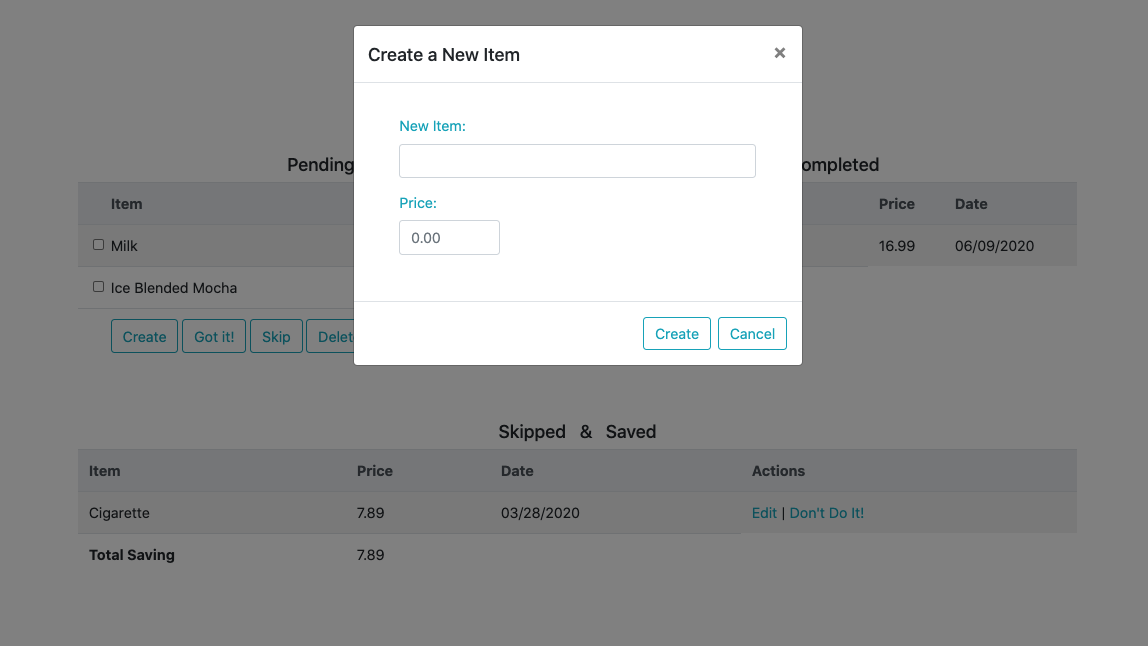 Create a New Item ×
New Item:
Price:
0.00
Create Cancel
Pending ompleted
Item Price Date
Milk 16.99 06/09/2020
Ice Blended Mocha
Create Got it! Skip Delet
Skipped & Saved
Item Price Date Actions
Cigarette 7.89 03/28/2020 Edit | Don't Do It!
Total Saving 7.89